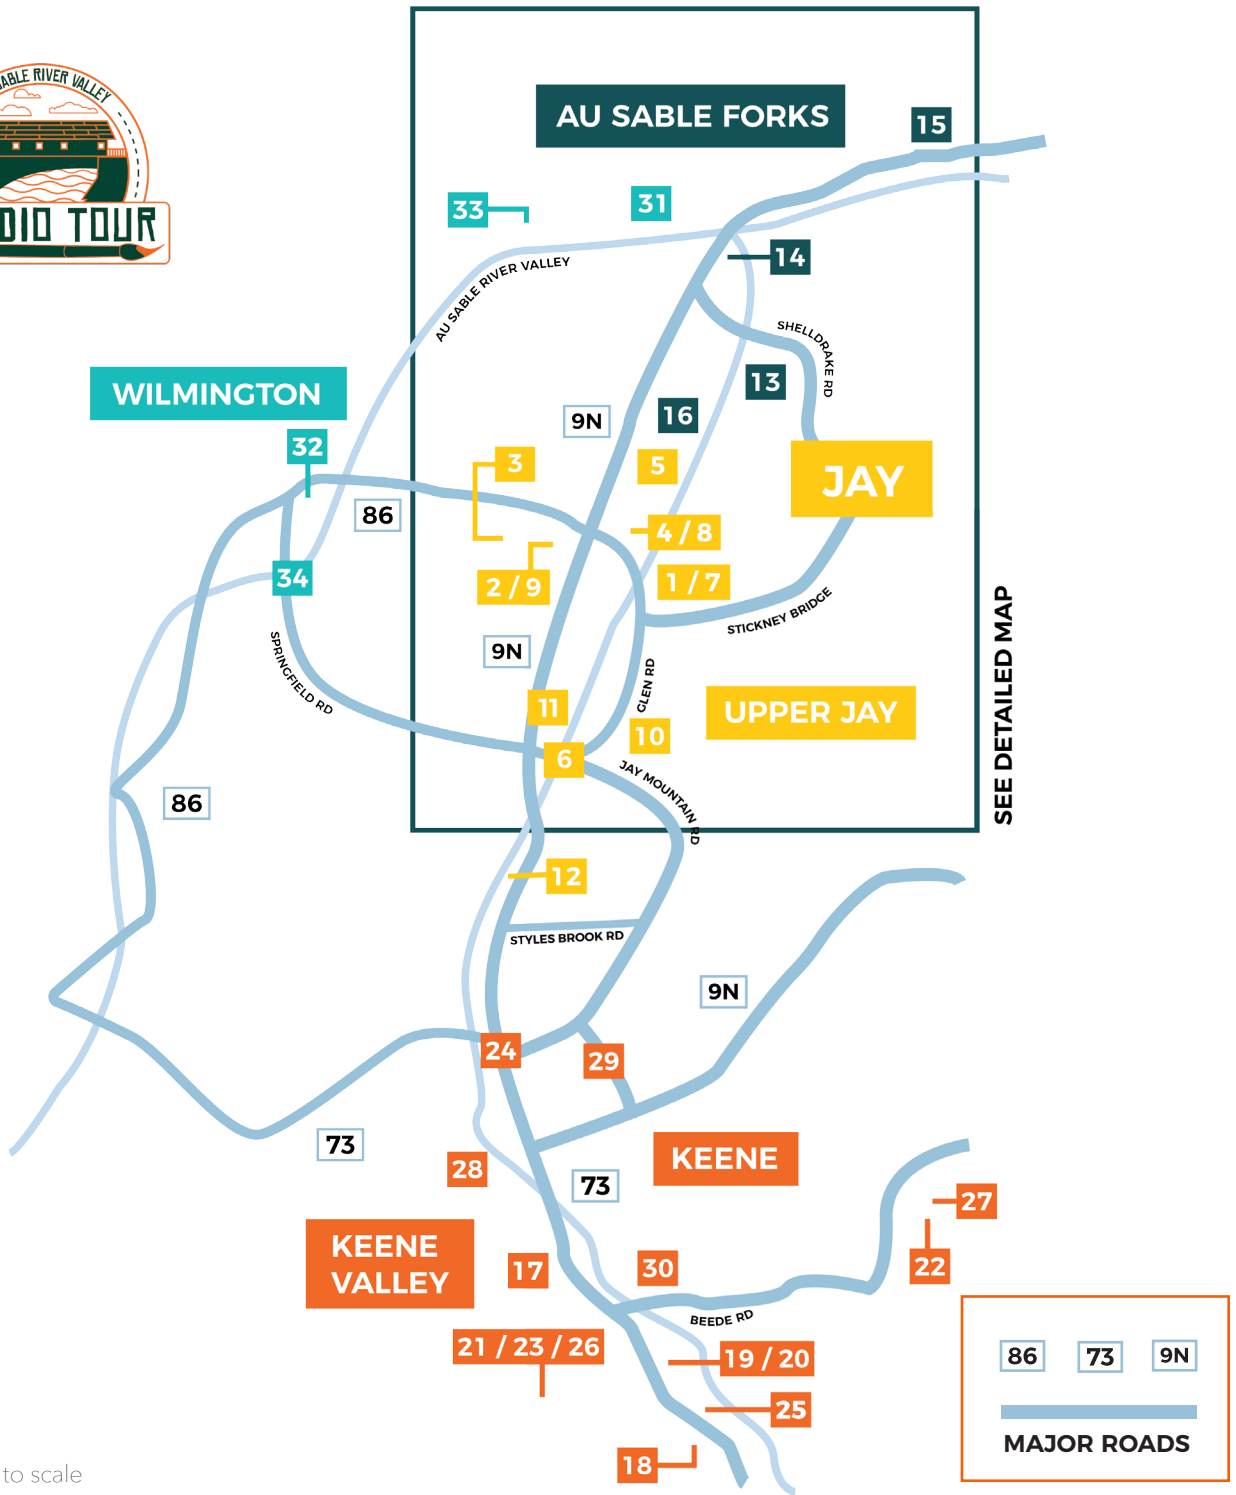 RIVER VALLEY
TOUR
AU SABLE FORKS
15
33
31
14
AU SABLE RIVER VALLEY
SHELLDRAKE RD
WILMINGTON
13
16
9N
32
3
5
JAY
86
4 / 8
34
2 / 9
1 / 7
STICKNEY BRIDGE
SPRINGFIELD RD
9N
GLEN RD
11
UPPER JAY
10
6
JAY MOUNTAIN RD
SEE DETAILED MAP
86
12
STYLES BROOK RD
9N
24
29
73
KEENE
28
73
27
KEENE
VALLEY
17
30
22
BEEDE RD
21 / 23 / 26
19 / 20
25
18
86
73
9N
MAJOR ROADS
to scale